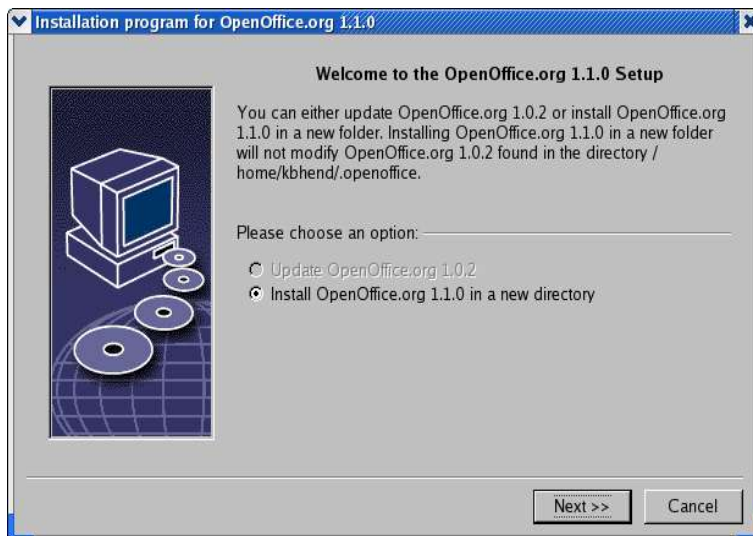 Installation program for OpenOffice.org 1.1.0
Welcome to the OpenOffice.org 1.1.0 Setup
You can either update OpenOffice.org 1.0.2 or install OpenOffice.org
1.1.0 in a new folder. Installing OpenOffice.org 1.1.0 in a new folder
will not modify OpenOffice.org 1.0.2 found in the directory /
home/kbhend/.openoffice.
Please choose an option:
Update OpenOffice.org 1.0.2
Install OpenOffice.org 1.1.0 in a new directory
Next >>
Cancel